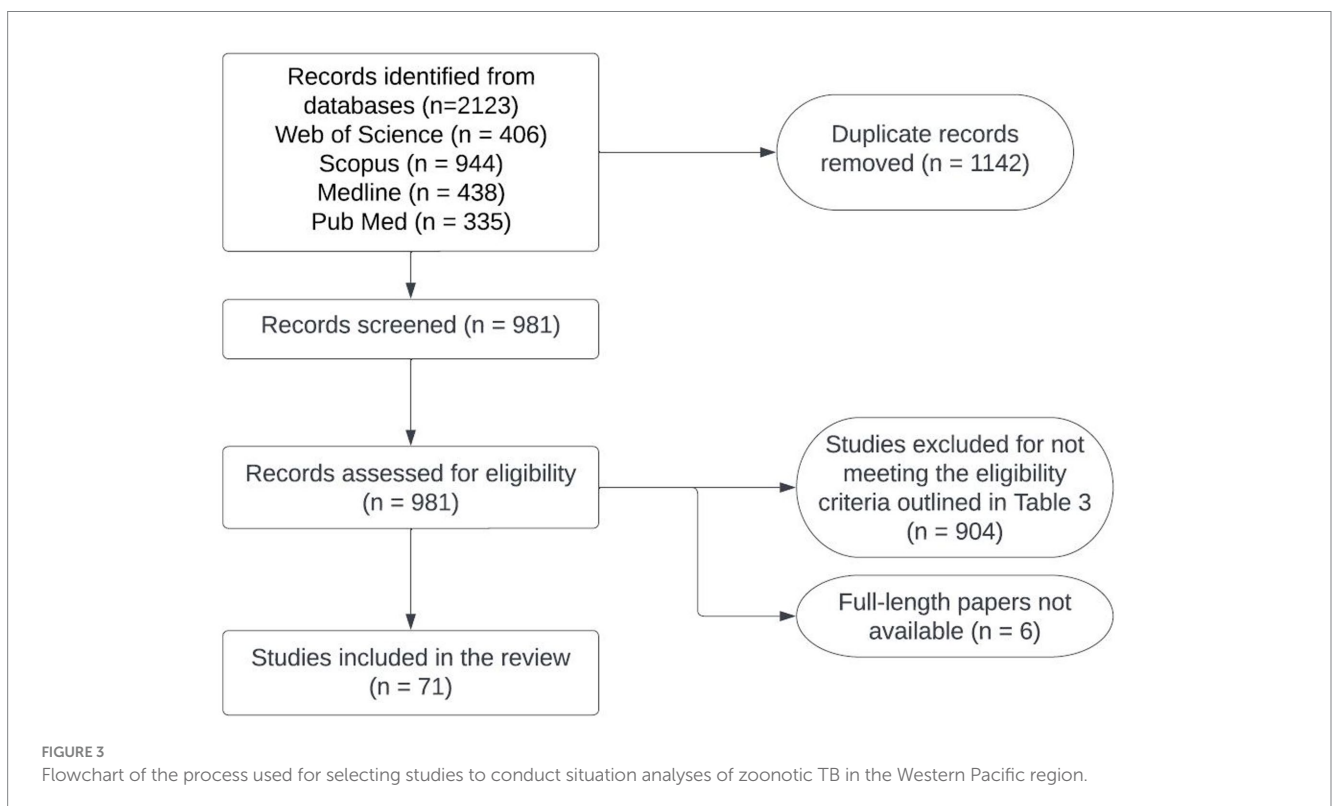 Records identified from
databases (n=2123)
Web of Science (n = 406)
Scopus (n = 944)
Medline (n = 438)
Pub Med (n = 335)
Duplicate records
removed (n = 1142)
Records screened (n = 981)
Records assessed for eligibility
(n = 981)
Studies excluded for not
meeting the eligibility
criteria outlined in Table 3
(n = 904)
Full-length papers not
available (n = 6)
Studies included in the review
(n = 71)
FIGURE 3
Flowchart of the process used for selecting studies to conduct situation analyses of zoonotic TB in the Western Pacific region.